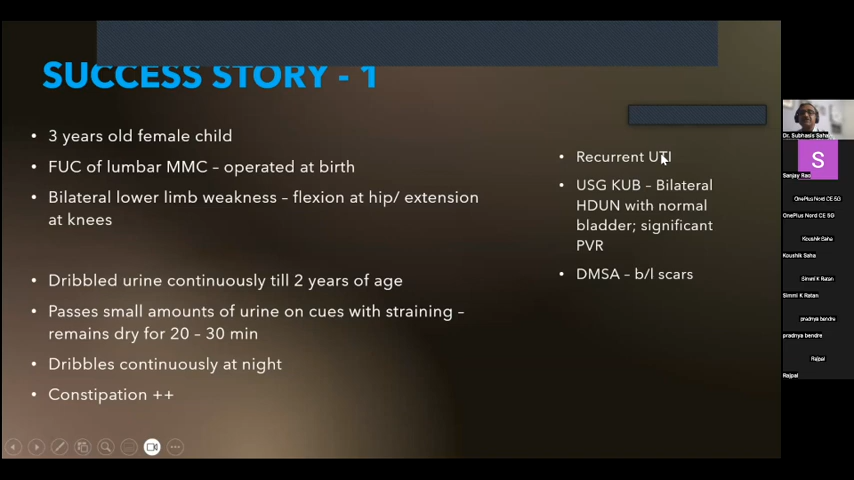 SUCCESS STORY - 1
• 3 years old female child
• FUC of lumbar MMC – operated at birth
• Bilateral lower limb weakness – flexion at hip/ extension
at knees
• Dribbled urine continuously till 2 years of age
• Passes small amounts of urine on cues with straining –
remains dry for 20 – 30 min
• Dribbles continuously at night
• Constipation ++
• Recurrent UTI
• USG KUB – Bilateral
HDUN with normal
bladder; significant
PVR
• DMSA – b/l scars
Dr. Subhasis Saha
S
Sanjay Rao
OnePlus Nord CE 5G
OnePlus Nord CE 5G
Koushik Saha
Koushik Saha
Simmi K Ratan
Simmi K Ratan
pradnya bendre
pradnya bendre
Rajpal
Rajpal